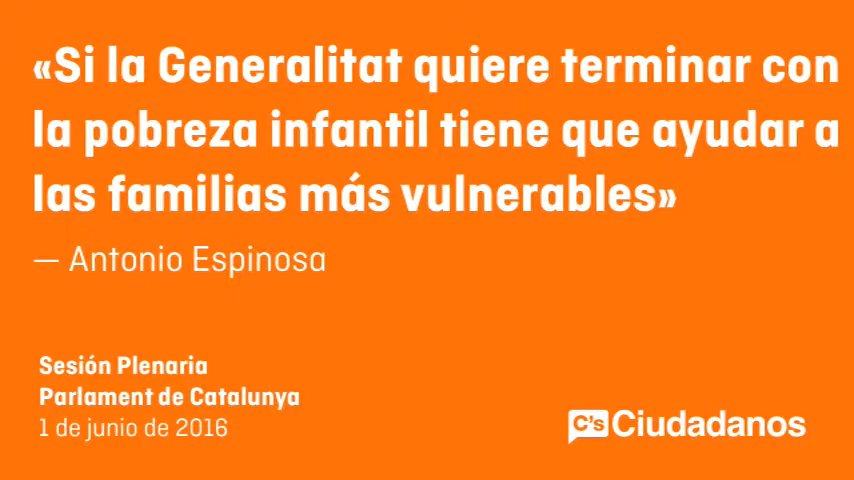 «Si la Generalitat quiere terminar con
la pobreza infantil tiene que ayudar a
las familias más vulnerables»
— Antonio Espinosa
Sesión Plenaria
Parlament de Catalunya
1 de junio de 2016
C's Ciudadanos